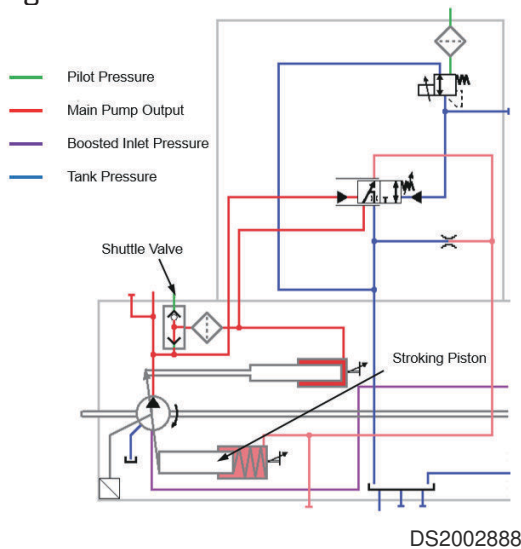 Pilot Pressure
Main Pump Output
Boosted Inlet Pressure
Tank Pressure
Shuttle Valve
Stroking Piston
DS2002888